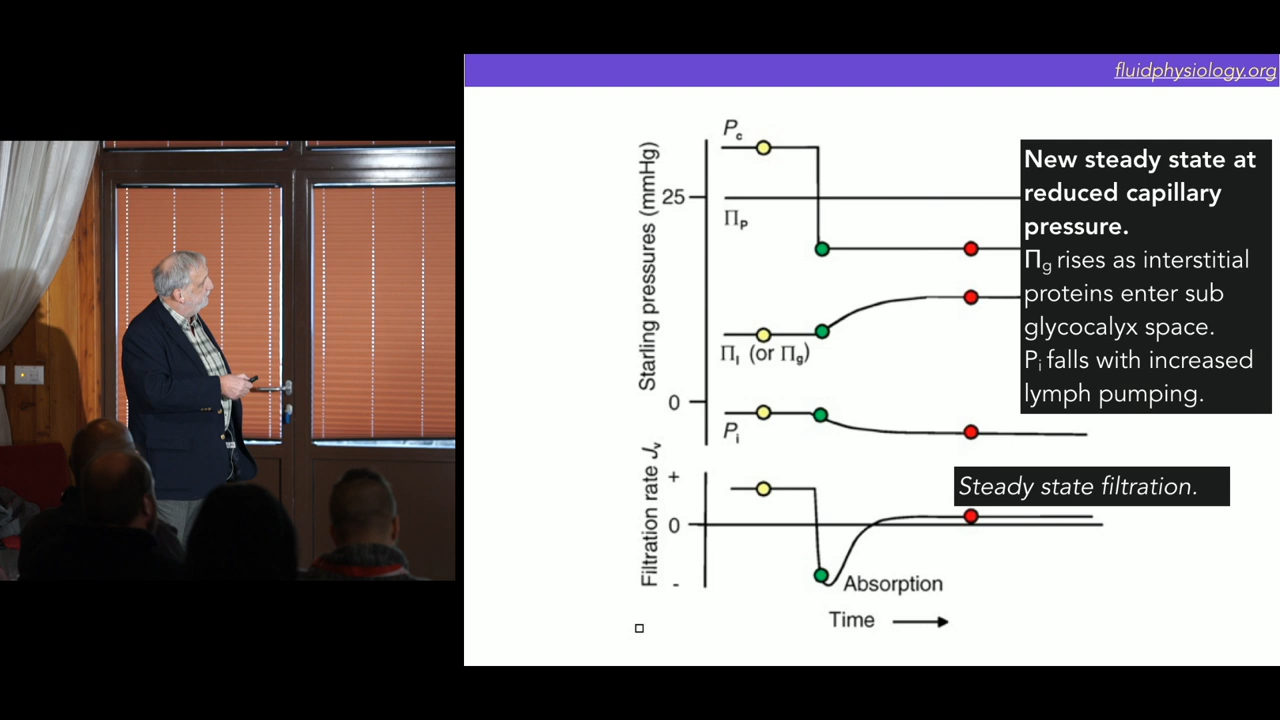 fluidphysiology.org
Starling pressures (mmHg)
25
0
Pc
Πp
Πi (or Πg)
Pi
New steady state at
reduced capillary
pressure.
Πg rises as interstitial
proteins enter sub
glycocalyx space.
Pi falls with increased
lymph pumping.
Filtration rate Jv
+
0
-
Steady state filtration.
Absorption
Time